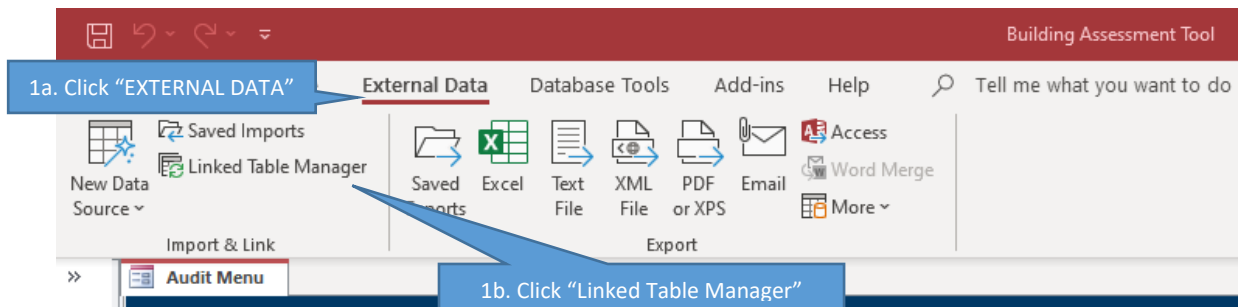 Building Assessment Tool
1a. Click “EXTERNAL DATA”
External Data Database Tools Add-ins Help Tell me what you want to do
Saved Imports
Linked Table Manager
New Data
Source
Saved
Excel
Text
File
XML
File
PDF
or XPS
Email
Access
Word Merge
More
Import & Link
Export
Audit Menu
1b. Click “Linked Table Manager”